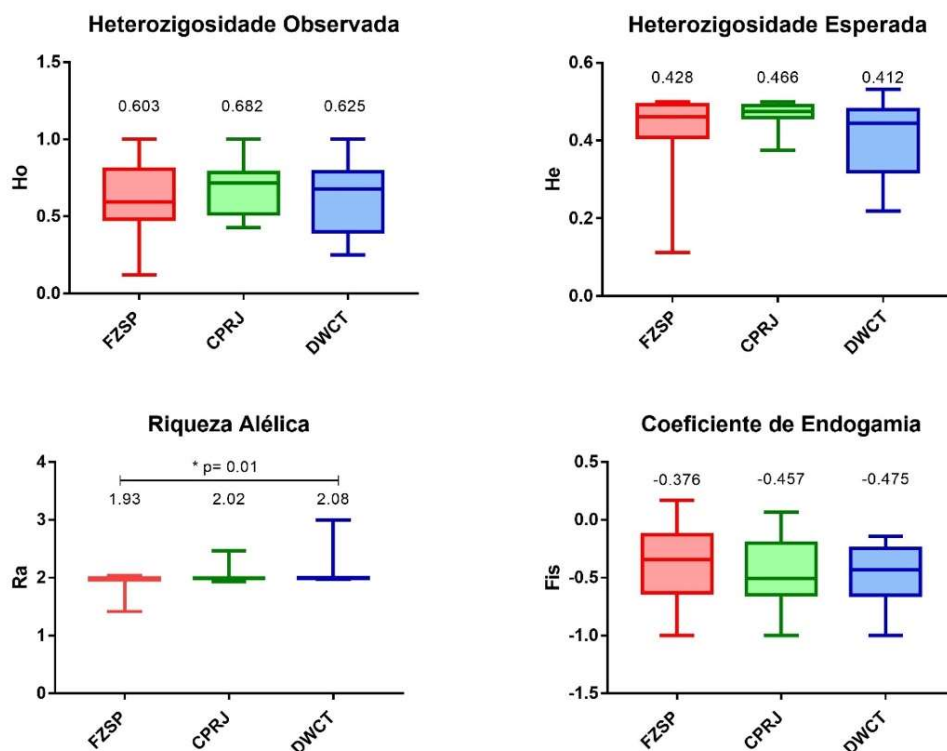 Heterozigosidade Observada
0.603 0.682 0.625
1.5
1.0
0.5
0.0
Ho
FZSP CPRJ DWCT
Heterozigosidade Esperada
0.428 0.466 0.412
0.6
0.4
0.2
0.0
He
FZSP CPRJ DWCT
Riqueza Alélica
* p= 0.01
1.93 2.02 2.08
4
3
2
1
0
Ra
FZSP CPRJ DWCT
Coeficiente de Endogamia
-0.376 -0.457 -0.475
0.5
0.0
-0.5
-1.0
-1.5
Fis
FZSP CPRJ DWCT